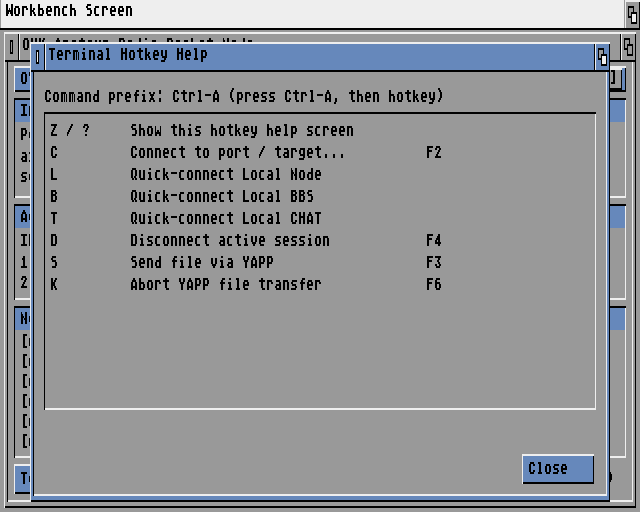 Workbench Screen
Terminal Hotkey Help
Command prefix: Ctrl-A (press Ctrl-A, then hotkey)
Z / ? Show this hotkey help screen
C Connect to port / target... F2
L Quick-connect Local Node
B Quick-connect Local BBS
T Quick-connect Local CHAT
D Disconnect active session F4
S Send file via YAPP F3
K Abort YAPP file transfer F6
Close